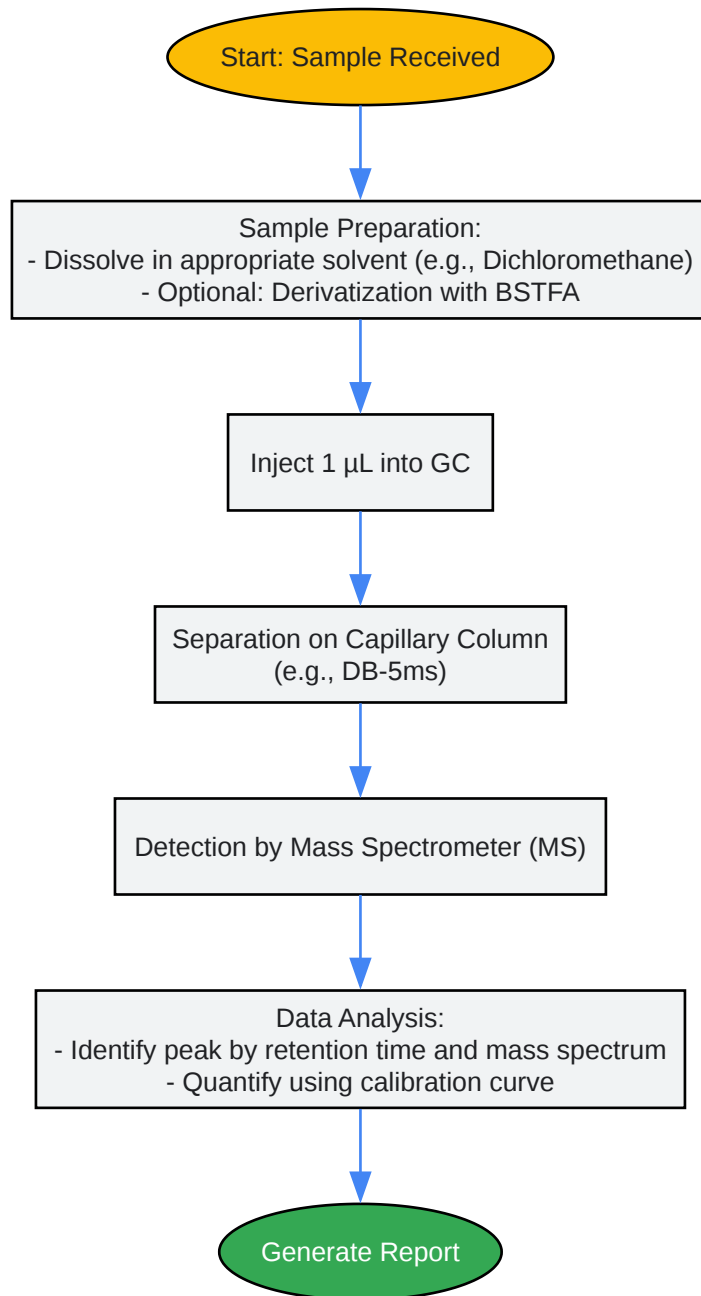 Start: Sample Received
Sample Preparation:
- Dissolve in appropriate solvent (e.g., Dichloromethane)
- Optional: Derivatization with BSTFA
Inject 1 µL into GC
Separation on Capillary Column
(e.g., DB-5ms)
Detection by Mass Spectrometer (MS)
Data Analysis:
- Identify peak by retention time and mass spectrum
- Quantify using calibration curve
Generate Report